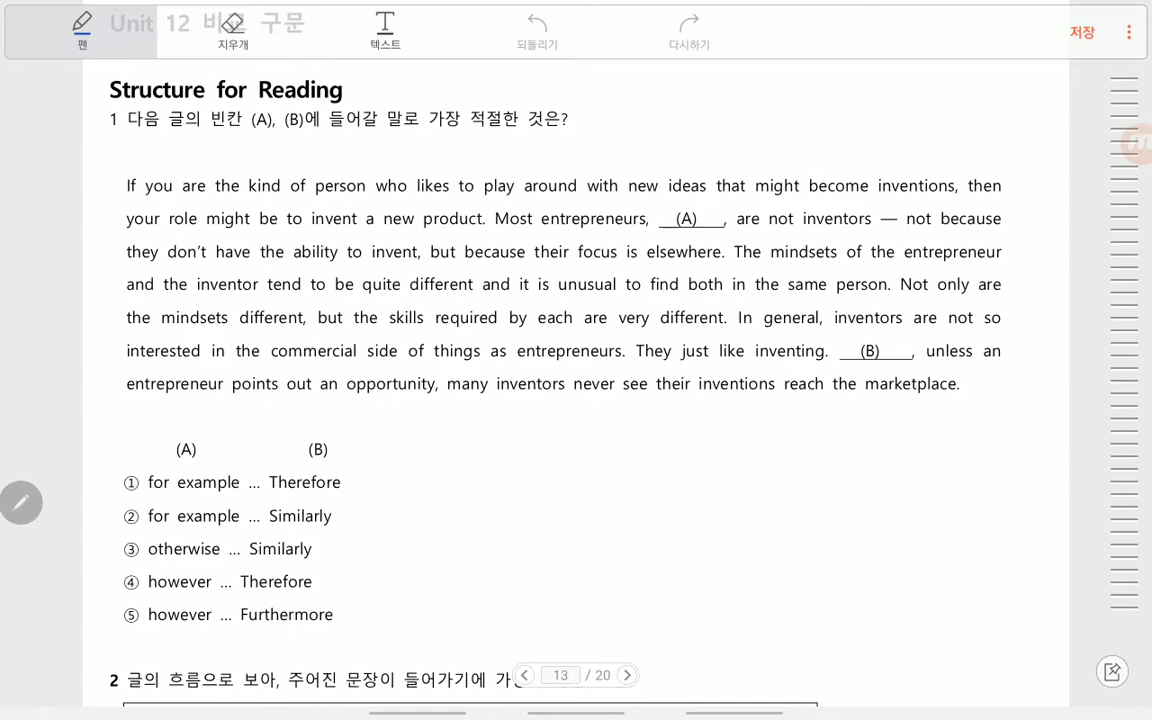 Unit 12 비교 구문
펜
지우개
텍스트
되돌리기
다시하기
저장
Structure for Reading
1 다음 글의 빈칸 (A), (B)에 들어갈 말로 가장 적절한 것은?
If you are the kind of person who likes to play around with new ideas that might become inventions, then
your role might be to invent a new product. Most entrepreneurs, (A) , are not inventors — not because
they don't have the ability to invent, but because their focus is elsewhere. The mindsets of the entrepreneur
and the inventor tend to be quite different and it is unusual to find both in the same person. Not only are
the mindsets different, but the skills required by each are very different. In general, inventors are not so
interested in the commercial side of things as entrepreneurs. They just like inventing. (B) , unless an
entrepreneur points out an opportunity, many inventors never see their inventions reach the marketplace.
(A) (B)
① for example ... Therefore
② for example ... Similarly
③ otherwise ... Similarly
④ however ... Therefore
⑤ however ... Furthermore
2 글의 흐름으로 보아, 주어진 문장이 들어가기에
13 / 20